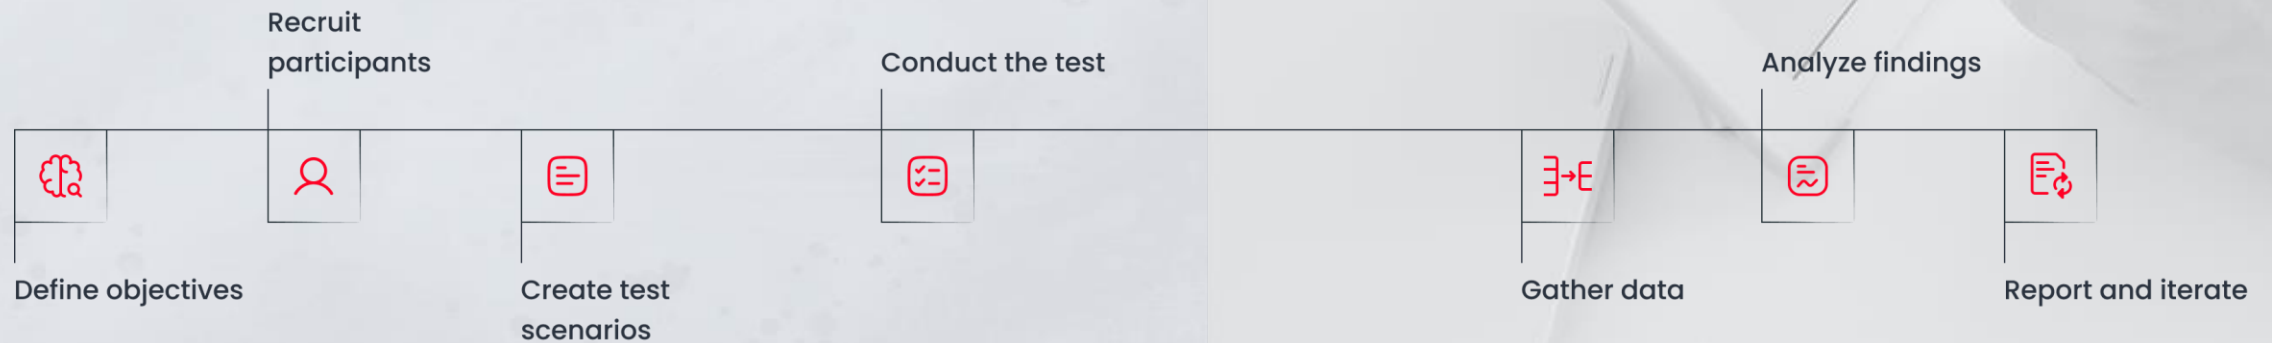 Recruit
participants
Conduct the test
Analyze findings
Define objectives
Create test
scenarios
Gather data
Report and iterate